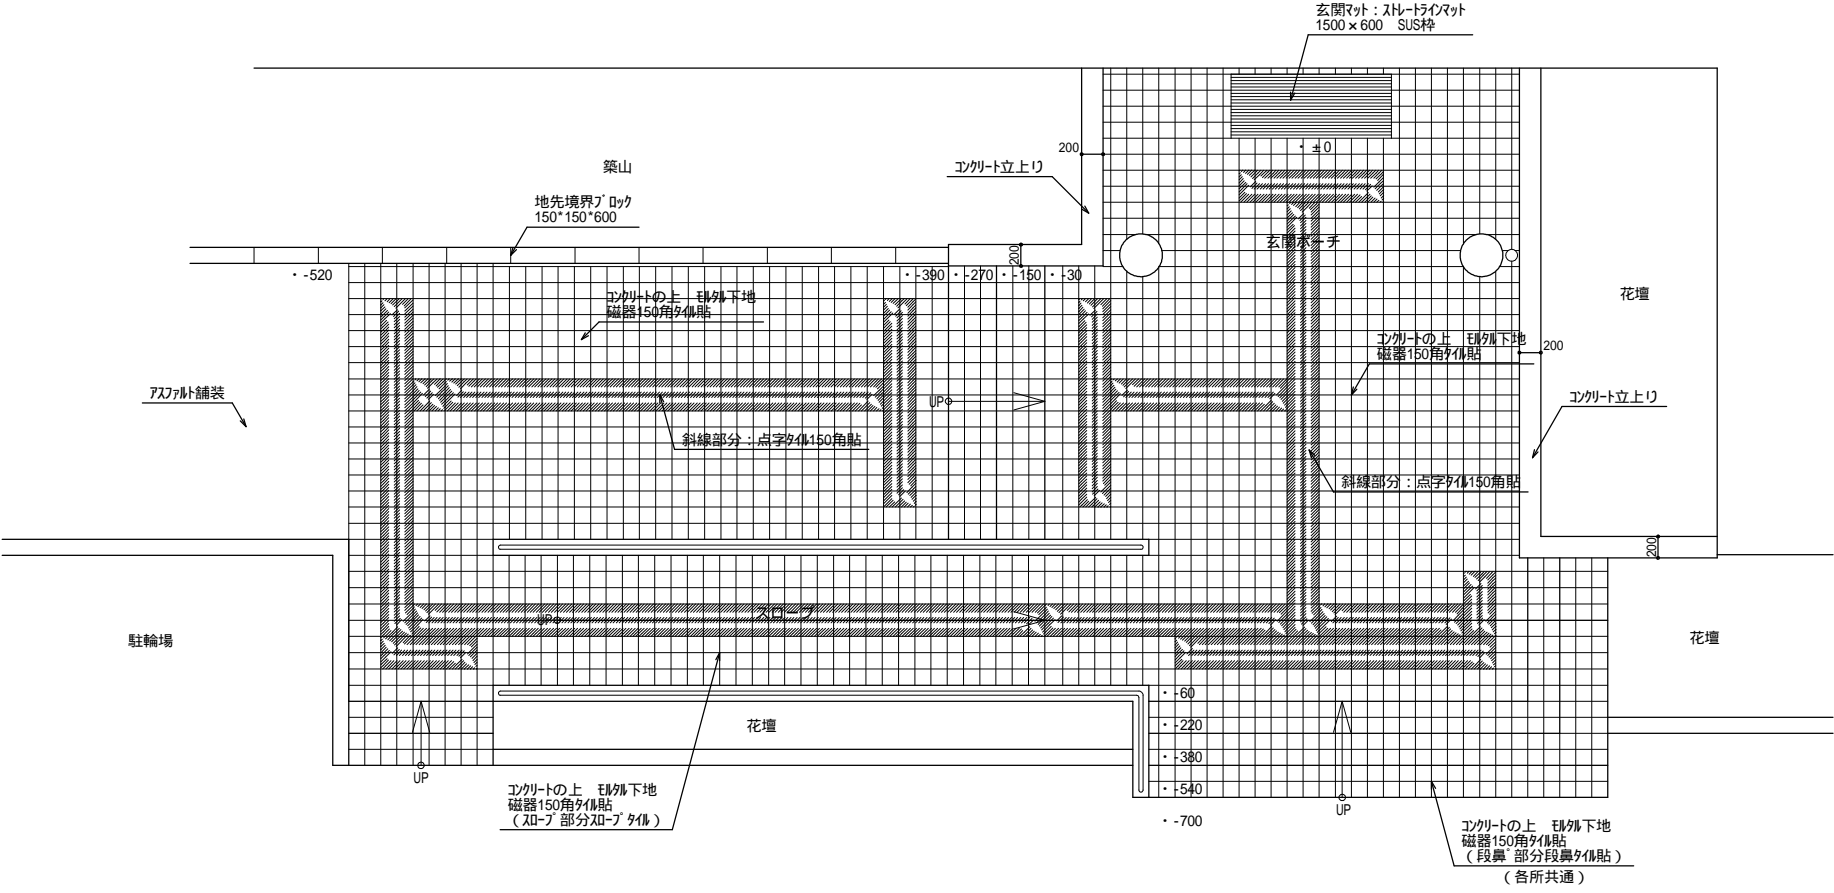 玄関マット：ストレートラインマット
1500×600　SUS枠
200
・±0
築山
コンクリート立上り
地先境界ブロック
150*150*600
200
玄関ポーチ
・-520
・-390
・-270
・-150
・-30
花壇
コンクリートの上　モルタル下地
磁器150角タイル貼
コンクリートの上　モルタル下地
磁器150角タイル貼
200
アスファルト舗装
UP
コンクリート立上り
斜線部分：点字タイル150角貼
斜線部分：点字タイル150角貼
200
UP
スロープ
駐輪場
花壇
・-60
・-220
・-380
・-540
・-700
花壇
UP
UP
コンクリートの上　モルタル下地
磁器150角タイル貼
（スロープ部分スロープタイル）
コンクリートの上　モルタル下地
磁器150角タイル貼
（段鼻゛部分段鼻タイル貼）
（各所共通）